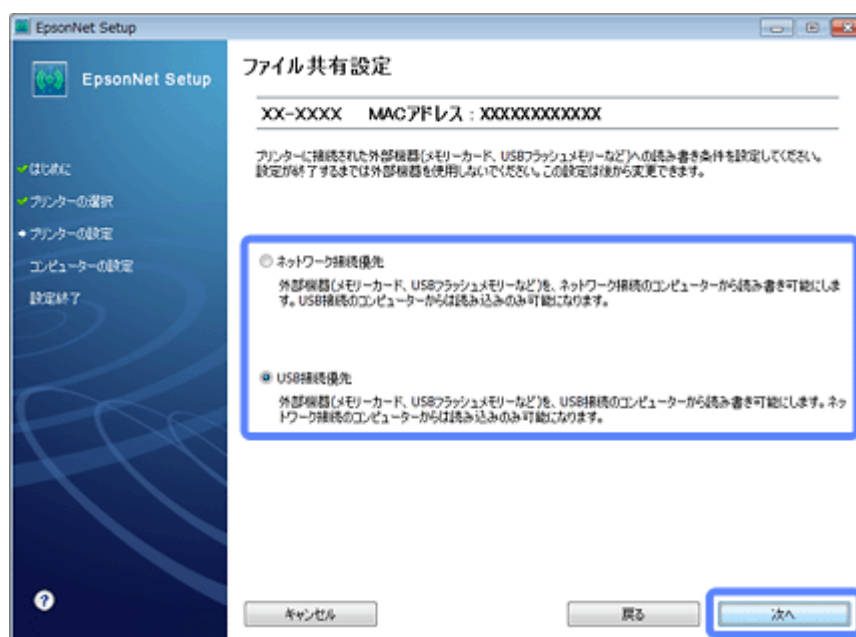 EpsonNet Setup
EpsonNet Setup
はじめに
プリンターの選択
プリンターの設定
コンピューターの設定
設定終了
ファイル共有設定
XX-XXXX MACアドレス : XXXXXXXXXXXX
プリンターに接続された外部機器(メモリーカード、USBフラッシュメモリーなど)への読み書き条件を設定してください。
設定が終了するまでは外部機器を使用しないでください。この設定は後から変更できます。
ネットワーク接続優先
外部機器(メモリーカード、USBフラッシュメモリーなど)を、ネットワーク接続のコンピューターから読み書き可能にしま
す。USB接続のコンピューターからは読み込みのみ可能になります。
USB接続優先
外部機器(メモリーカード、USBフラッシュメモリーなど)を、USB接続のコンピューターから読み書き可能にします。ネッ
トワーク接続のコンピューターからは読み込みのみ可能になります。
キャンセル
戻る
次へ